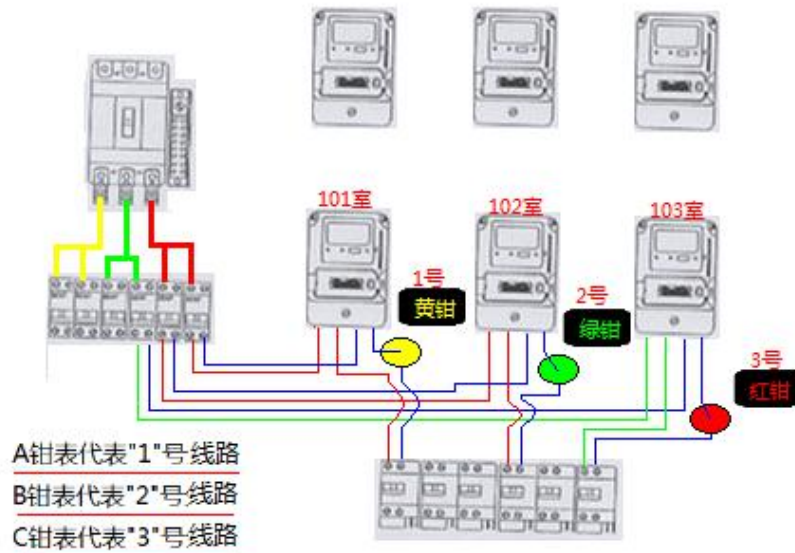 101室
102室
103室
1号
黄钳
2号
绿钳
3号
红钳
A钳表代表"1"号线路
B钳表代表"2"号线路
C钳表代表"3"号线路